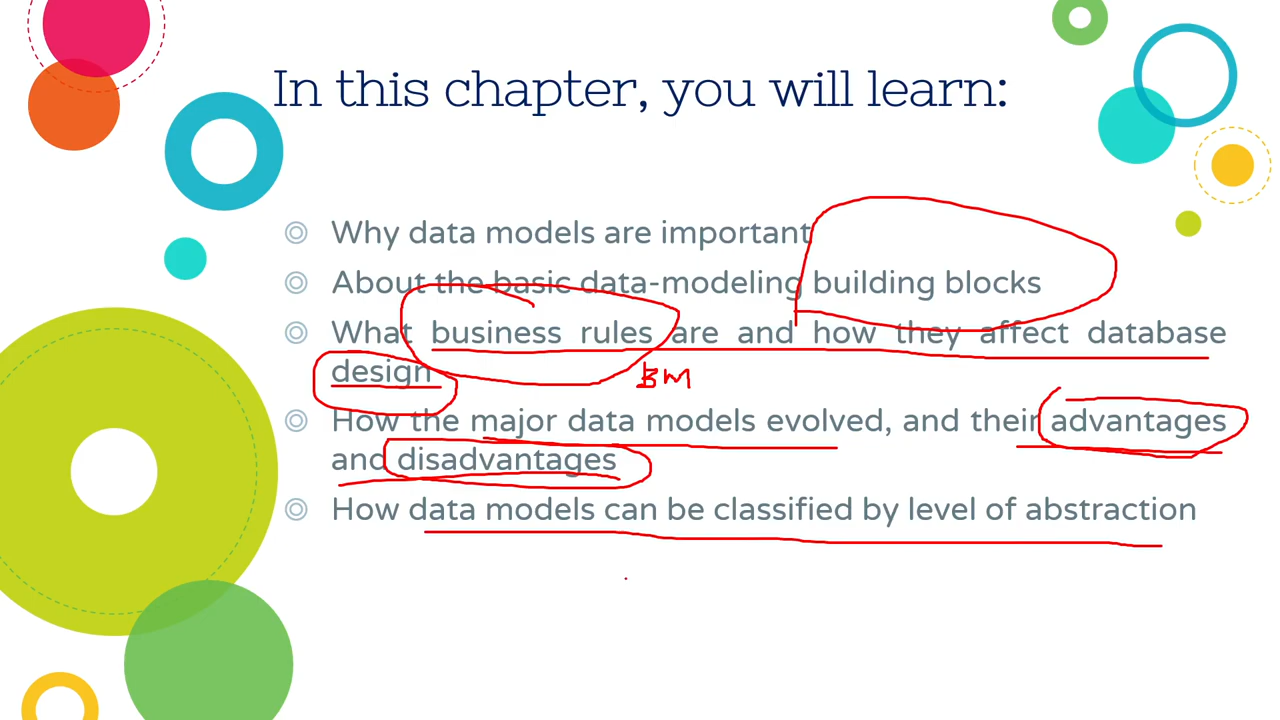 In this chapter, you will learn:
Why data models are important
About the basic data-modeling building blocks
What business rules are and how they affect database
design
BM
How the major data models evolved, and their advantages
and disadvantages
How data models can be classified by level of abstraction